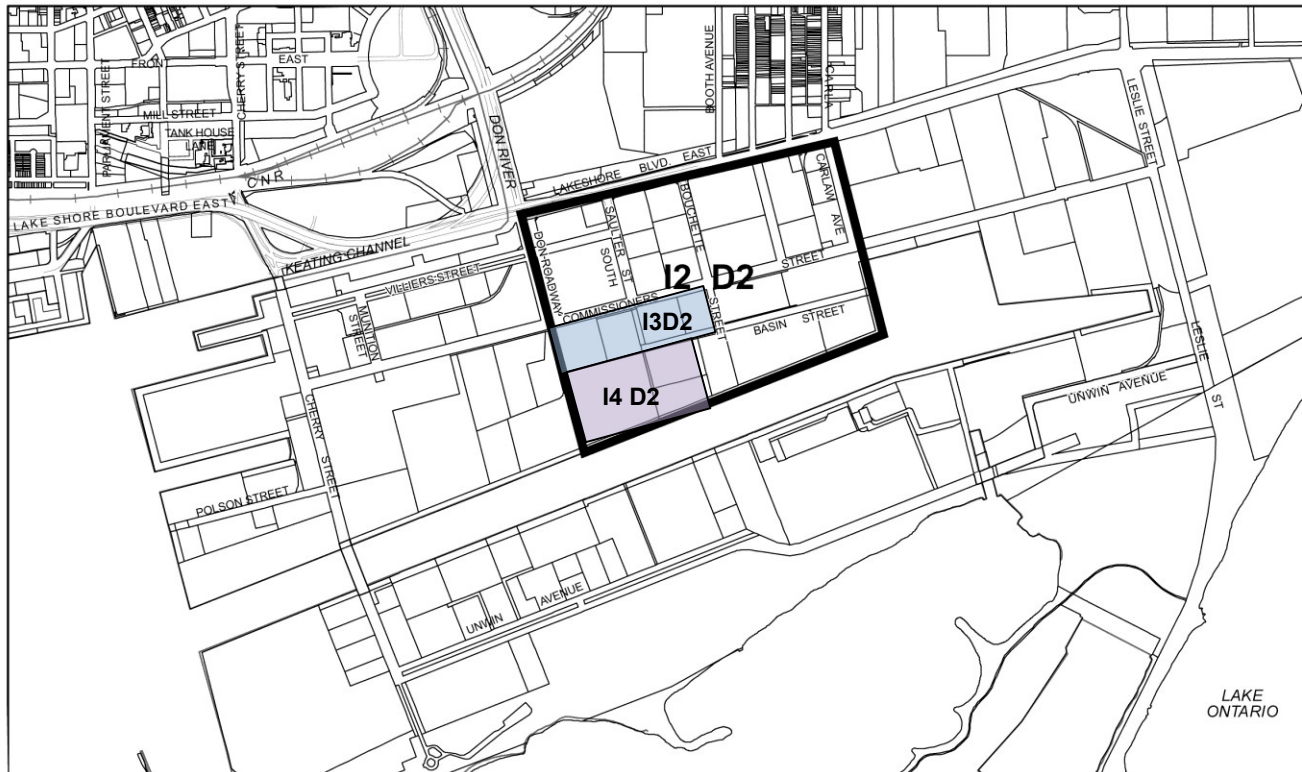 FRONT
EAST
PARLIAMENT STREET
CHERRY STREET
MILL STREET
TANK HOUSE
LANE
CNR
LAKE SHORE BOULEVARD EAST
DON RIVER
BOOTH AVENUE
CARLA
LESLIE STREET
LAKESHORE BLVD. EAST
KEATING CHANNEL
VILLIERS STREET
MUNITION
STREET
DON ROADWAY
SAULTER ST
SOUTH
BOUCHETTE
STREET
CARLAW
AVE
I2 D2
COMMISSIONERS
STREET
I3D2
BASIN STREET
I4 D2
CHERRY STREET
POLSON STREET
UNWIN AVENUE
LESLIE ST
UNWIN AVENUE
LAKE
ONTARIO